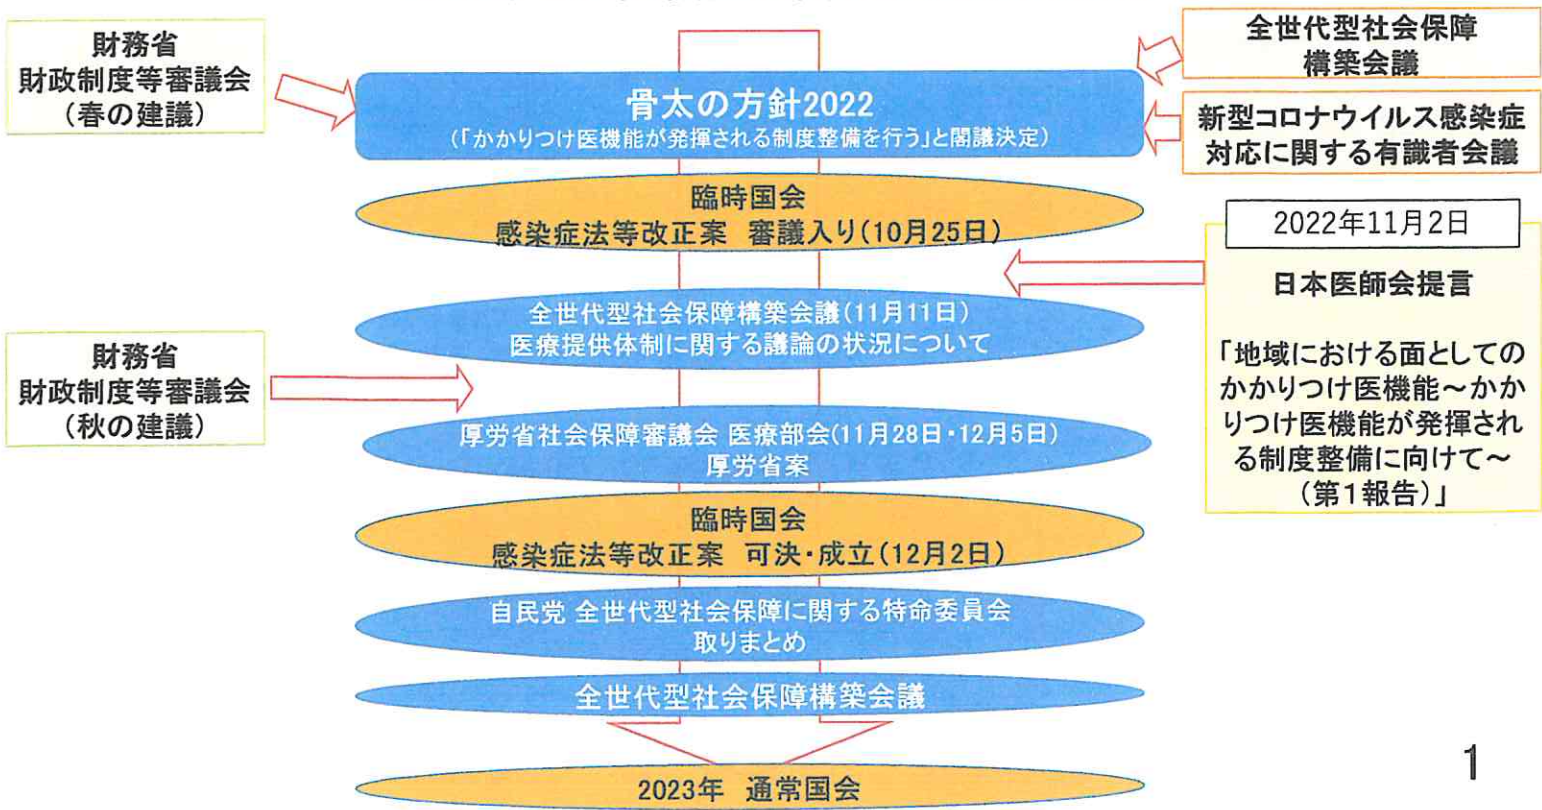 財務省
財政制度等審議会
（春の建議）
全世代型社会保障
構築会議
骨太の方針2022
（「かかりつけ医機能が発揮される制度整備を行う」と閣議決定）
新型コロナウイルス感染症
対応に関する有識者会議
臨時国会
感染症法等改正案　審議入り（10月25日）
2022年11月2日
日本医師会提言
「地域における面としての
かかりつけ医機能～かか
りつけ医機能が発揮され
る制度整備に向けて～
（第1報告）」
全世代型社会保障構築会議（11月11日）
医療提供体制に関する議論の状況について
財務省
財政制度等審議会
（秋の建議）
厚労省社会保障審議会 医療部会(11月28日・12月5日)
厚労省案
臨時国会
感染症法等改正案　可決・成立（12月2日）
自民党 全世代型社会保障に関する特命委員会
取りまとめ
全世代型社会保障構築会議
2023年　通常国会
1